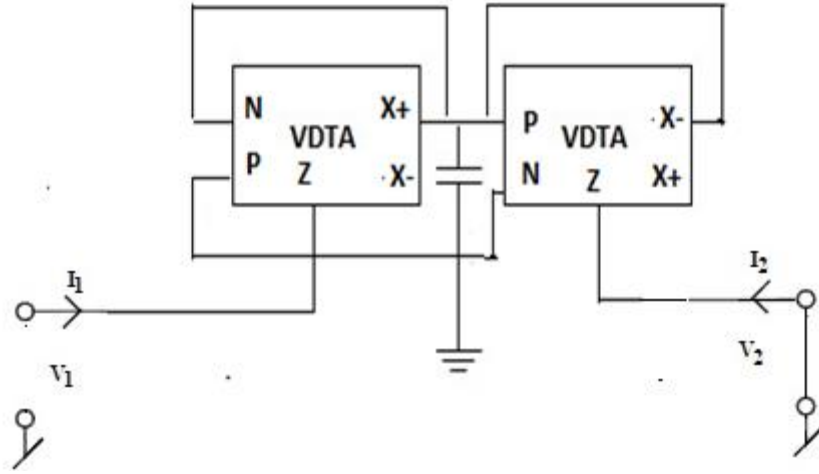 N X+ P X-
VDTA VDTA
P Z X- N Z X+
I1 I2
V1 V2